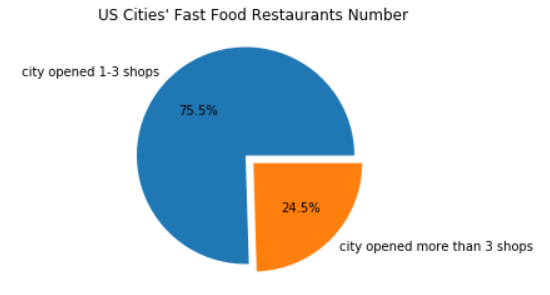 US Cities' Fast Food Restaurants Number
city opened 1-3 shops
75.5%
24.5%
city opened more than 3 shops